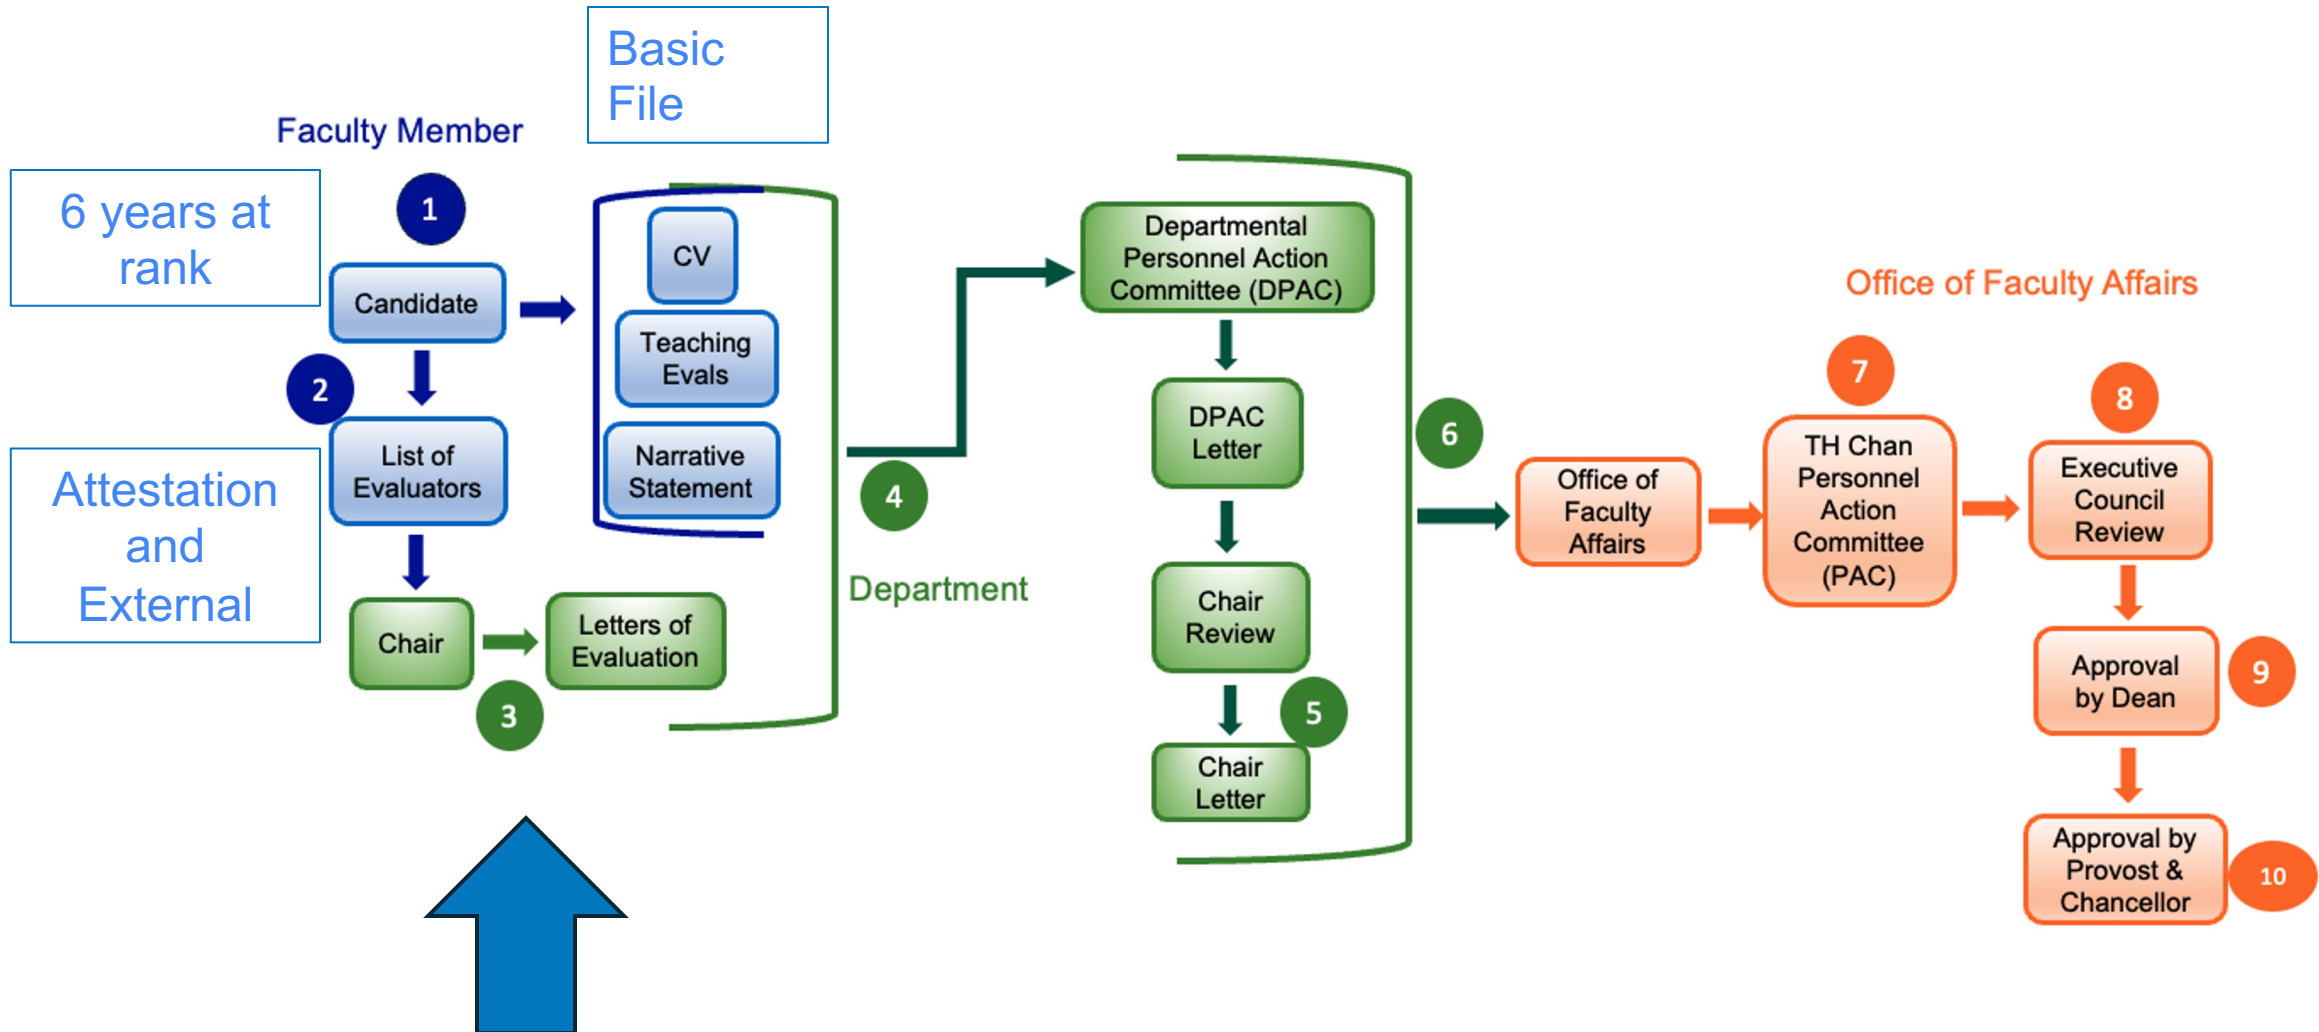 Basic
File
Faculty Member
6 years at
rank
1
Candidate
2
List of
Evaluators
Attestation
and
External
Chair
3
Letters of
Evaluation
CV
Teaching
Evals
Narrative
Statement
4
Department
Departmental
Personnel Action
Committee (DPAC)
DPAC
Letter
Chair
Review
5
Chair
Letter
6
Office of Faculty Affairs
Office of
Faculty
Affairs
7
TH Chan
Personnel
Action
Committee
(PAC)
8
Executive
Council
Review
Approval
by Dean
9
Approval by
Provost &
Chancellor
10